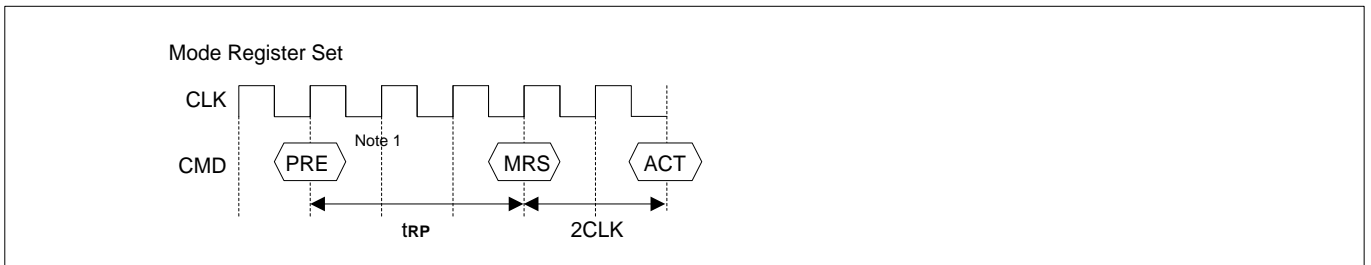 Mode Register Set
CLK
Note 1
CMD PRE MRS ACT
tRP 2CLK